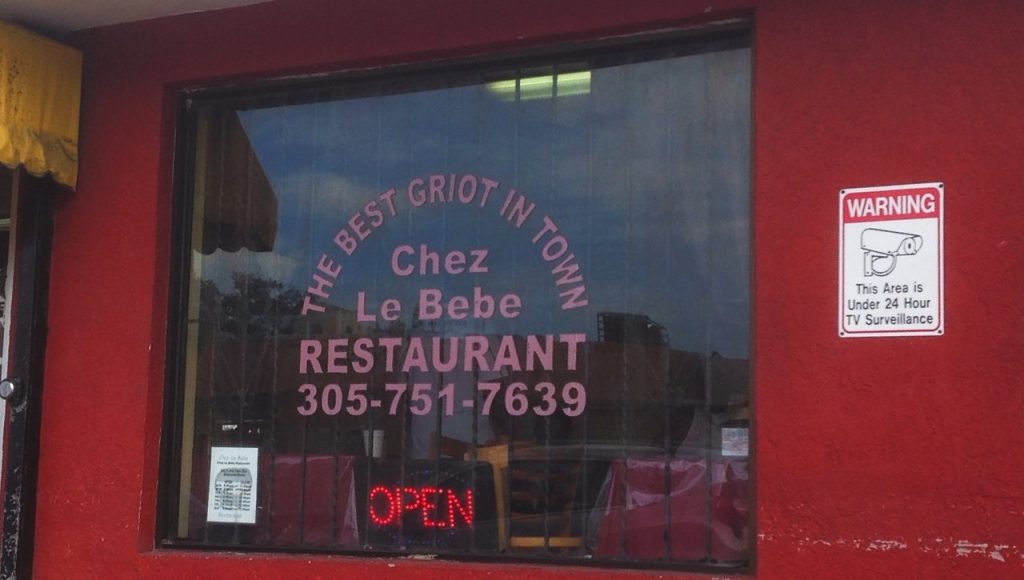 THE BEST GRIOT IN TOWN
Chez
Le Bebe
RESTAURANT
305-751-7639
OPEN
WARNING
This Area is
Under 24 Hour
TV Surveillance